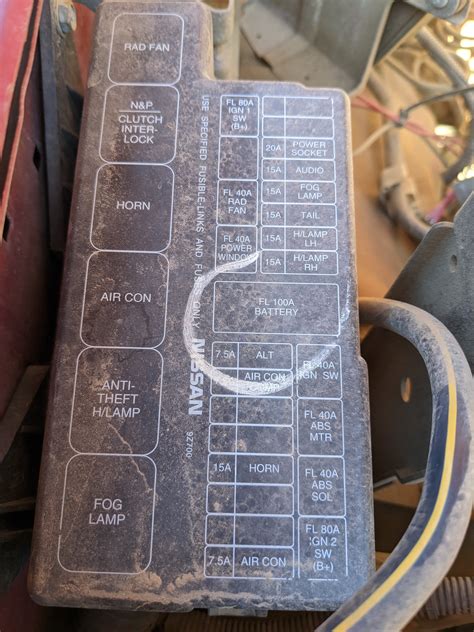 RAD FAN
N&P
CLUTCH
INTER-
LOCK
HORN
AIR CON
ANTI-
THEFT
H/LAMP
FOG
LAMP
USE SPECIFIED FUSIBLE-LINKS AND FUSES ONLY
NISSAN
92700
FL 80A
IGN 1
SW
(B+)
FL 40A
RAD
FAN
FL 40A
POWER
WINDOW
20A POWER SOCKET
15A AUDIO
15A FOG LAMP
15A TAIL
15A H/LAMP LH
15A H/LAMP RH
FL 100A
BATTERY
7.5A ALT
AIR CON
15A HORN
7.5A AIR CON
FL 40A
IGN SW
FL 40A
ABS
MTR
FL 40A
ABS
SOL
FL 80A
IGN 2
SW
(B+)